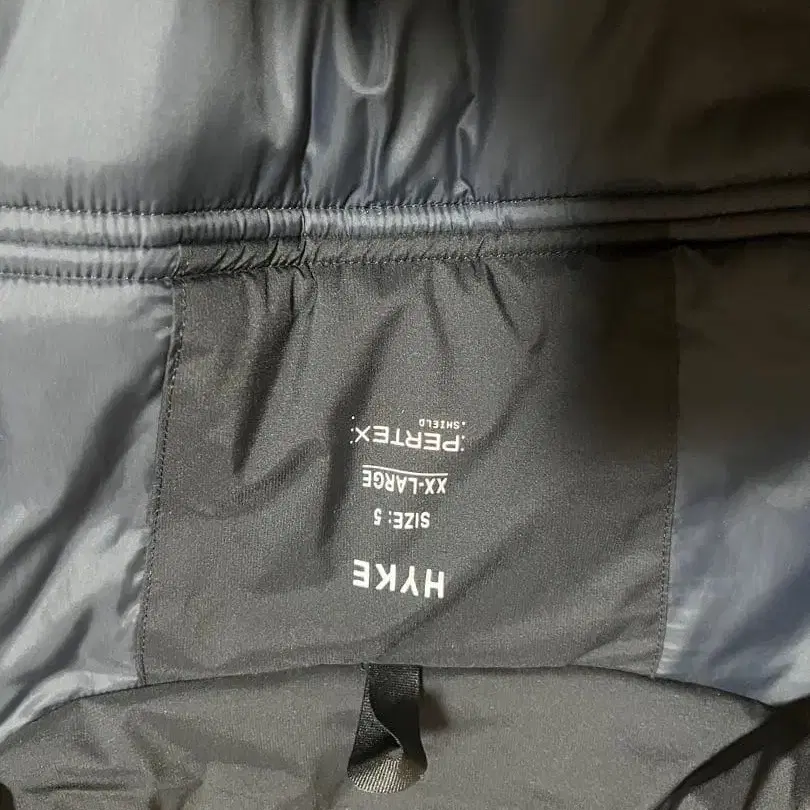 HYKE
SIZE: 5
XX-LARGE
PERTEX
SHIELD